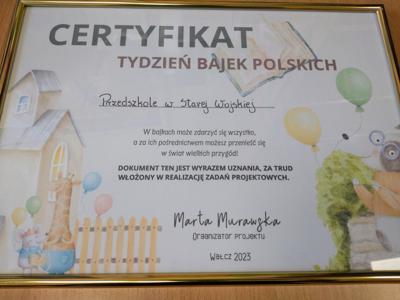 CERTYFIKAT
TYDZIEŃ BAJEK POLSKICH
Przedszkole w Starej Wojskiej
W bajkach może zdarzyć się wszystko,
a za ich pośrednictwem możesz przenieść się
w świat wielkich przygód!
DOKUMENT TEN JEST WYRAZEM UZNANIA, ZA TRUD
WŁOŻONY W REALIZACJĘ ZADAŃ PROJEKTOWYCH.
Marta Murawska
Organizator projektu
Wałcz 2023